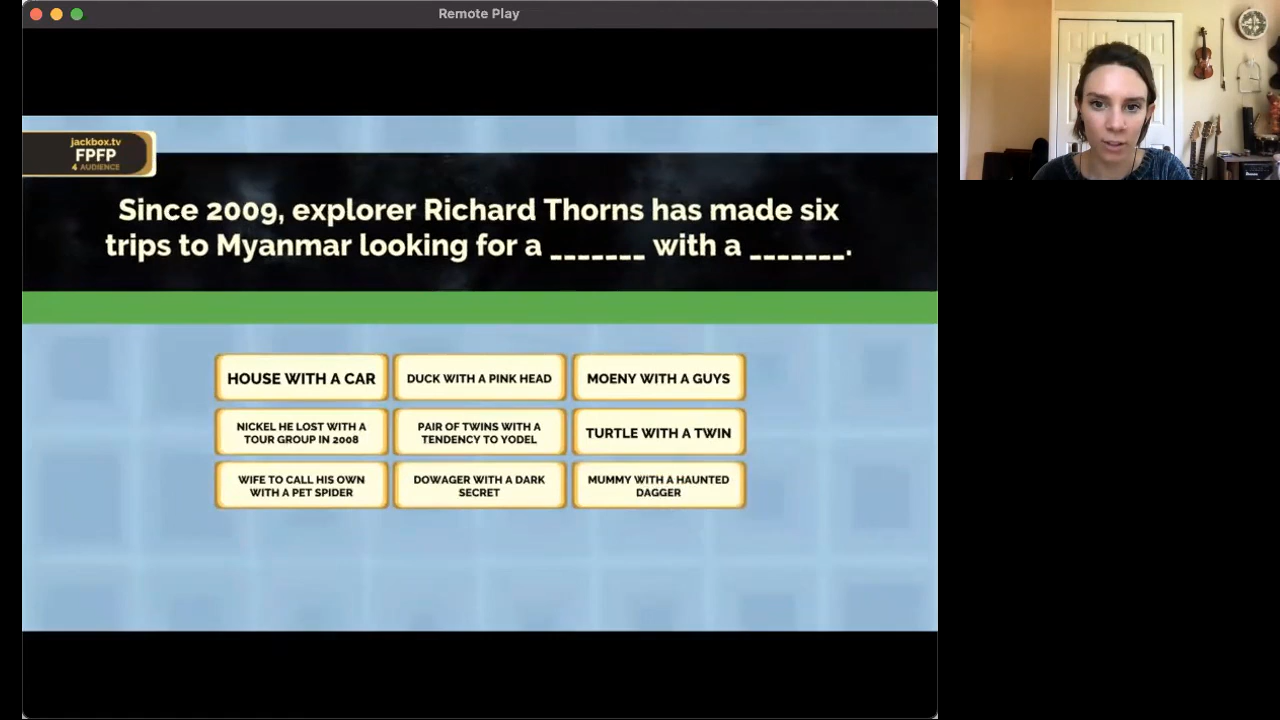 Remote Play
jackbox.tv
FPFP
4 AUDIENCE
Since 2009, explorer Richard Thorns has made six
trips to Myanmar looking for a _______ with a _______.
HOUSE WITH A CAR
DUCK WITH A PINK HEAD
MOENY WITH A GUYS
NICKEL HE LOST WITH A
TOUR GROUP IN 2008
PAIR OF TWINS WITH A
TENDENCY TO YODEL
TURTLE WITH A TWIN
WIFE TO CALL HIS OWN
WITH A PET SPIDER
DOWAGER WITH A DARK
SECRET
MUMMY WITH A HAUNTED
DAGGER